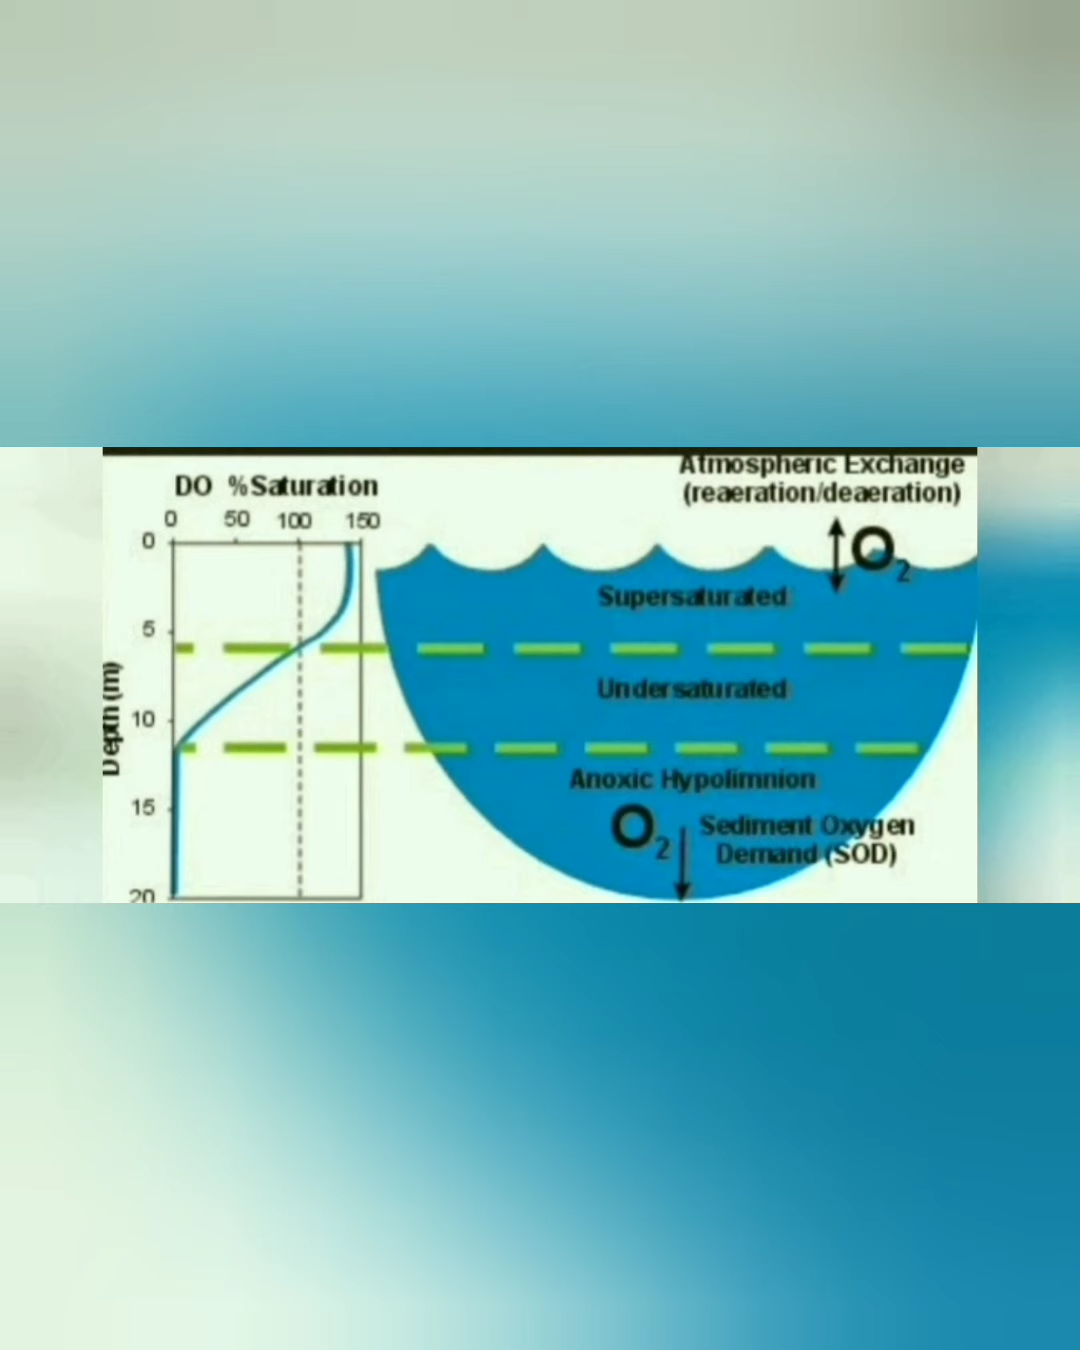 Atmospheric Exchange
(reaeration/deaeration)
DO %Saturation
0 50 100 150
0
5
10
15
20
Depth (m)
O2
Supersaturated
Undersaturated
Anoxic Hypolimnion
O2
Sediment Oxygen
Demand (SOD)